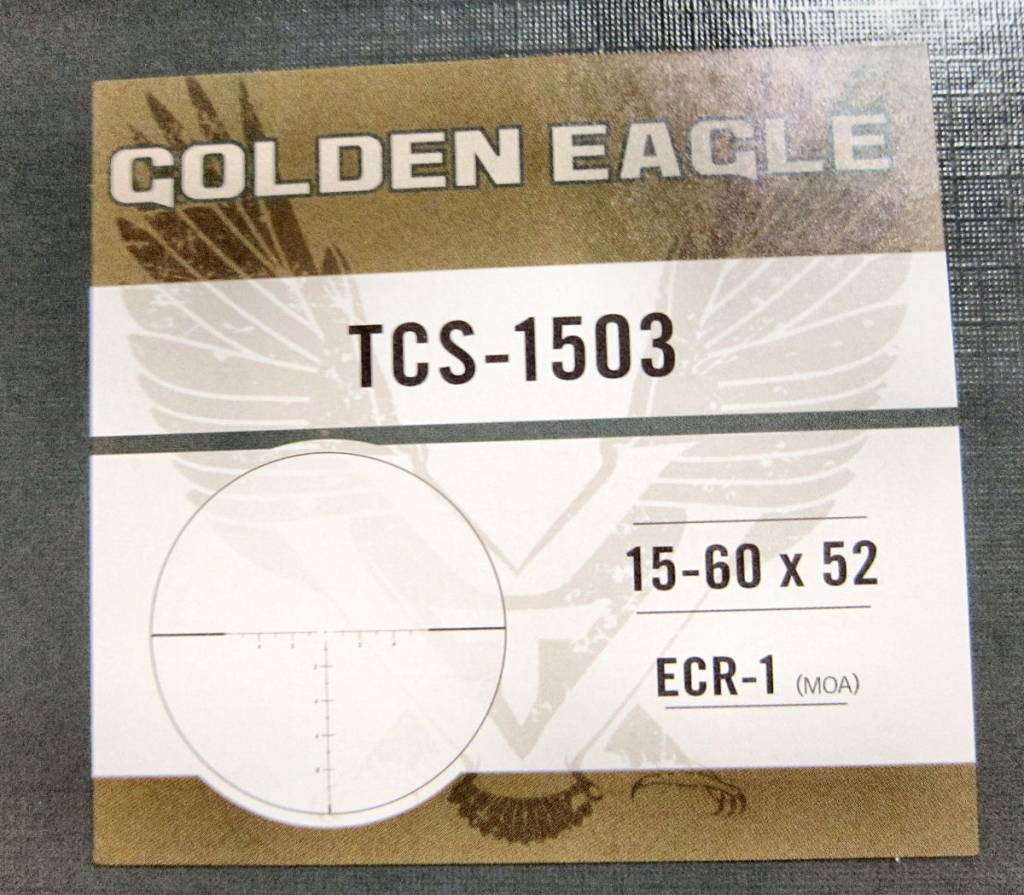 GOLDEN EAGLE
TCS-1503
15-60 x 52
ECR-1 (MOA)